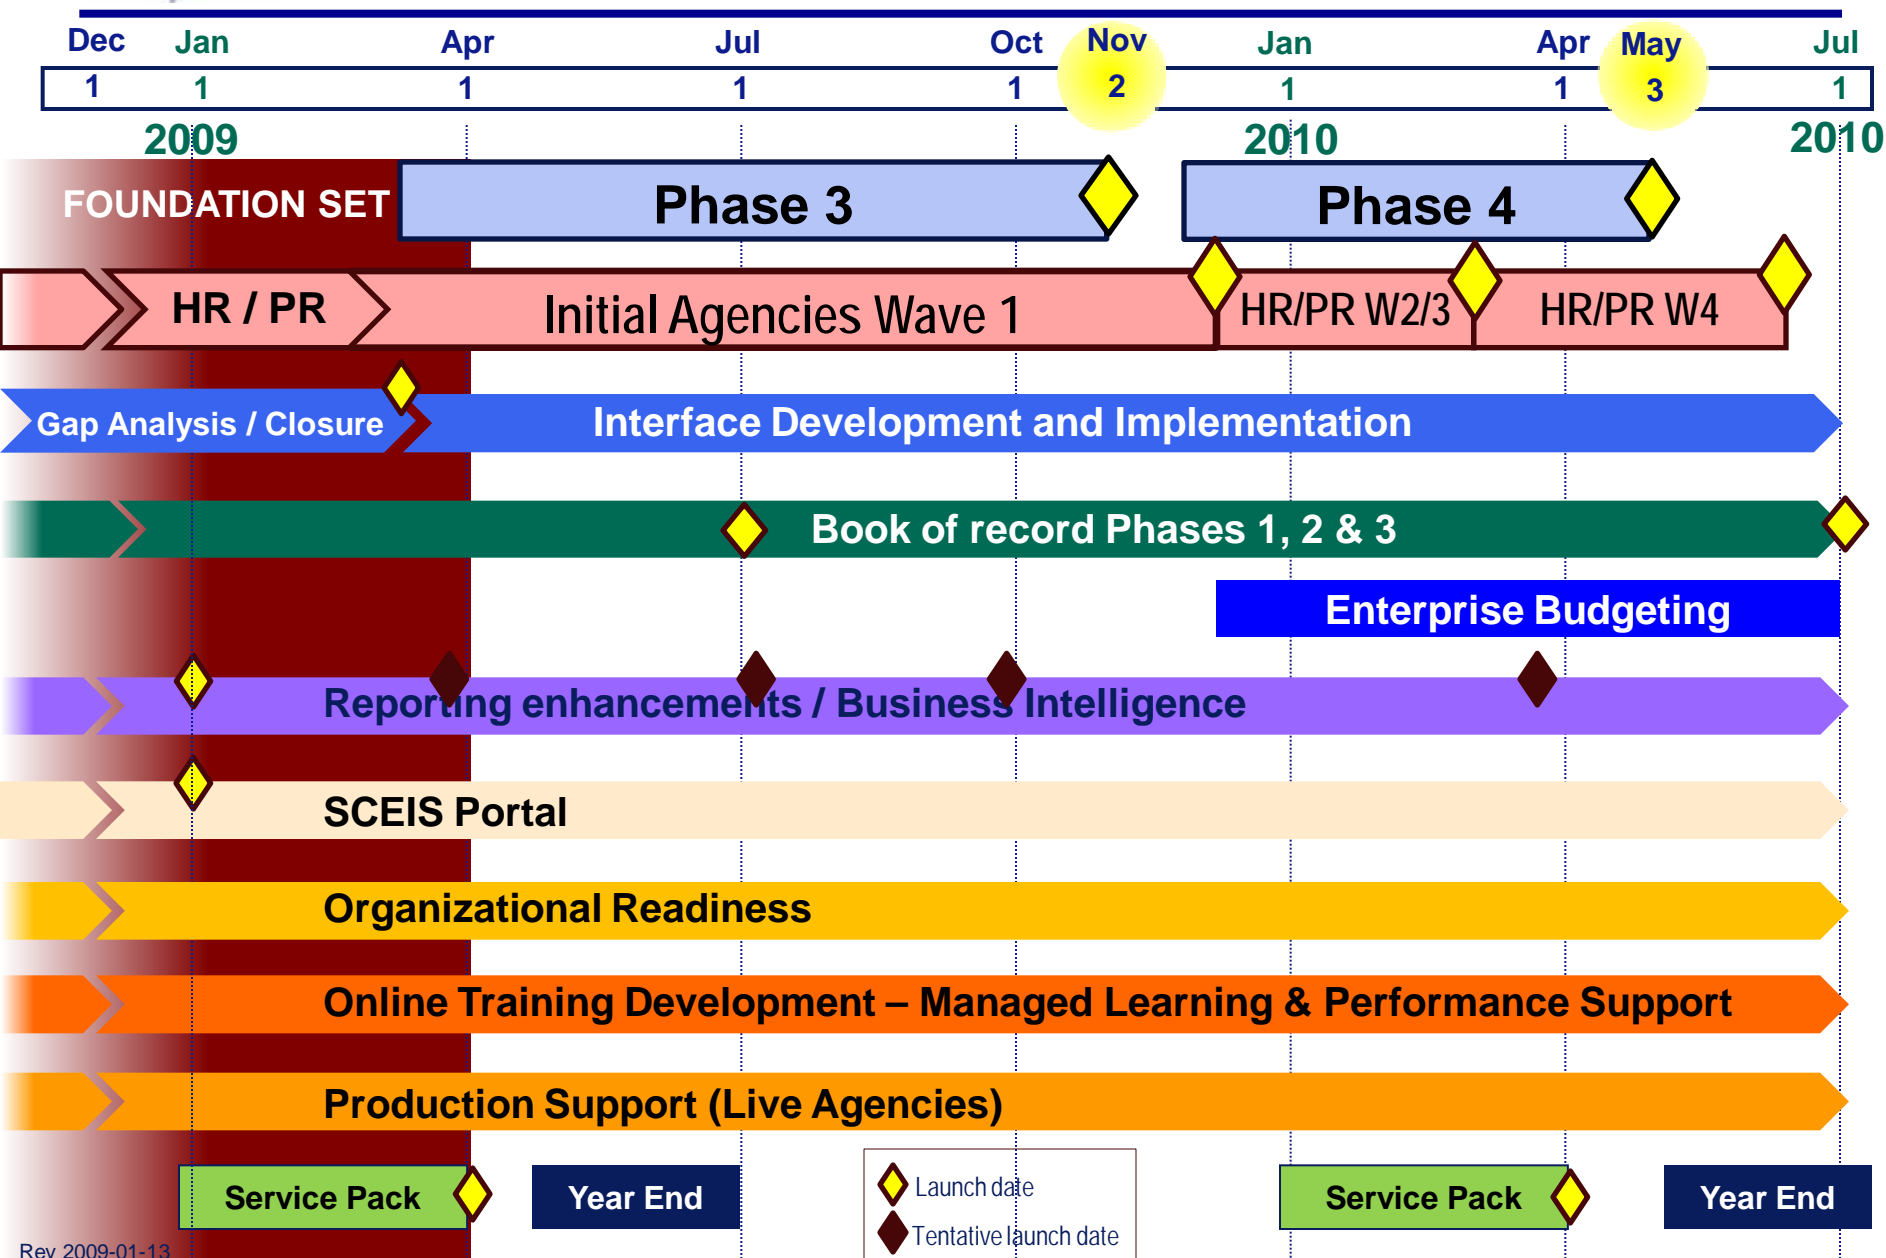 Dec Jan Apr Jul Oct Nov Jan Apr May Jul
1 1 1 1 1 2 1 1 3 1
2009 2010 2010
FOUNDATION SET Phase 3 Phase 4
HR / PR Initial Agencies Wave 1 HR/PR W2/3 HR/PR W4
Gap Analysis / Closure Interface Development and Implementation
Book of record Phases 1, 2 & 3
Enterprise Budgeting
Reporting enhancements / Business Intelligence
SCEIS Portal
Organizational Readiness
Online Training Development – Managed Learning & Performance Support
Production Support (Live Agencies)
Service Pack Year End Service Pack Year End
Launch date
Tentative launch date
Rev 2009-01-13